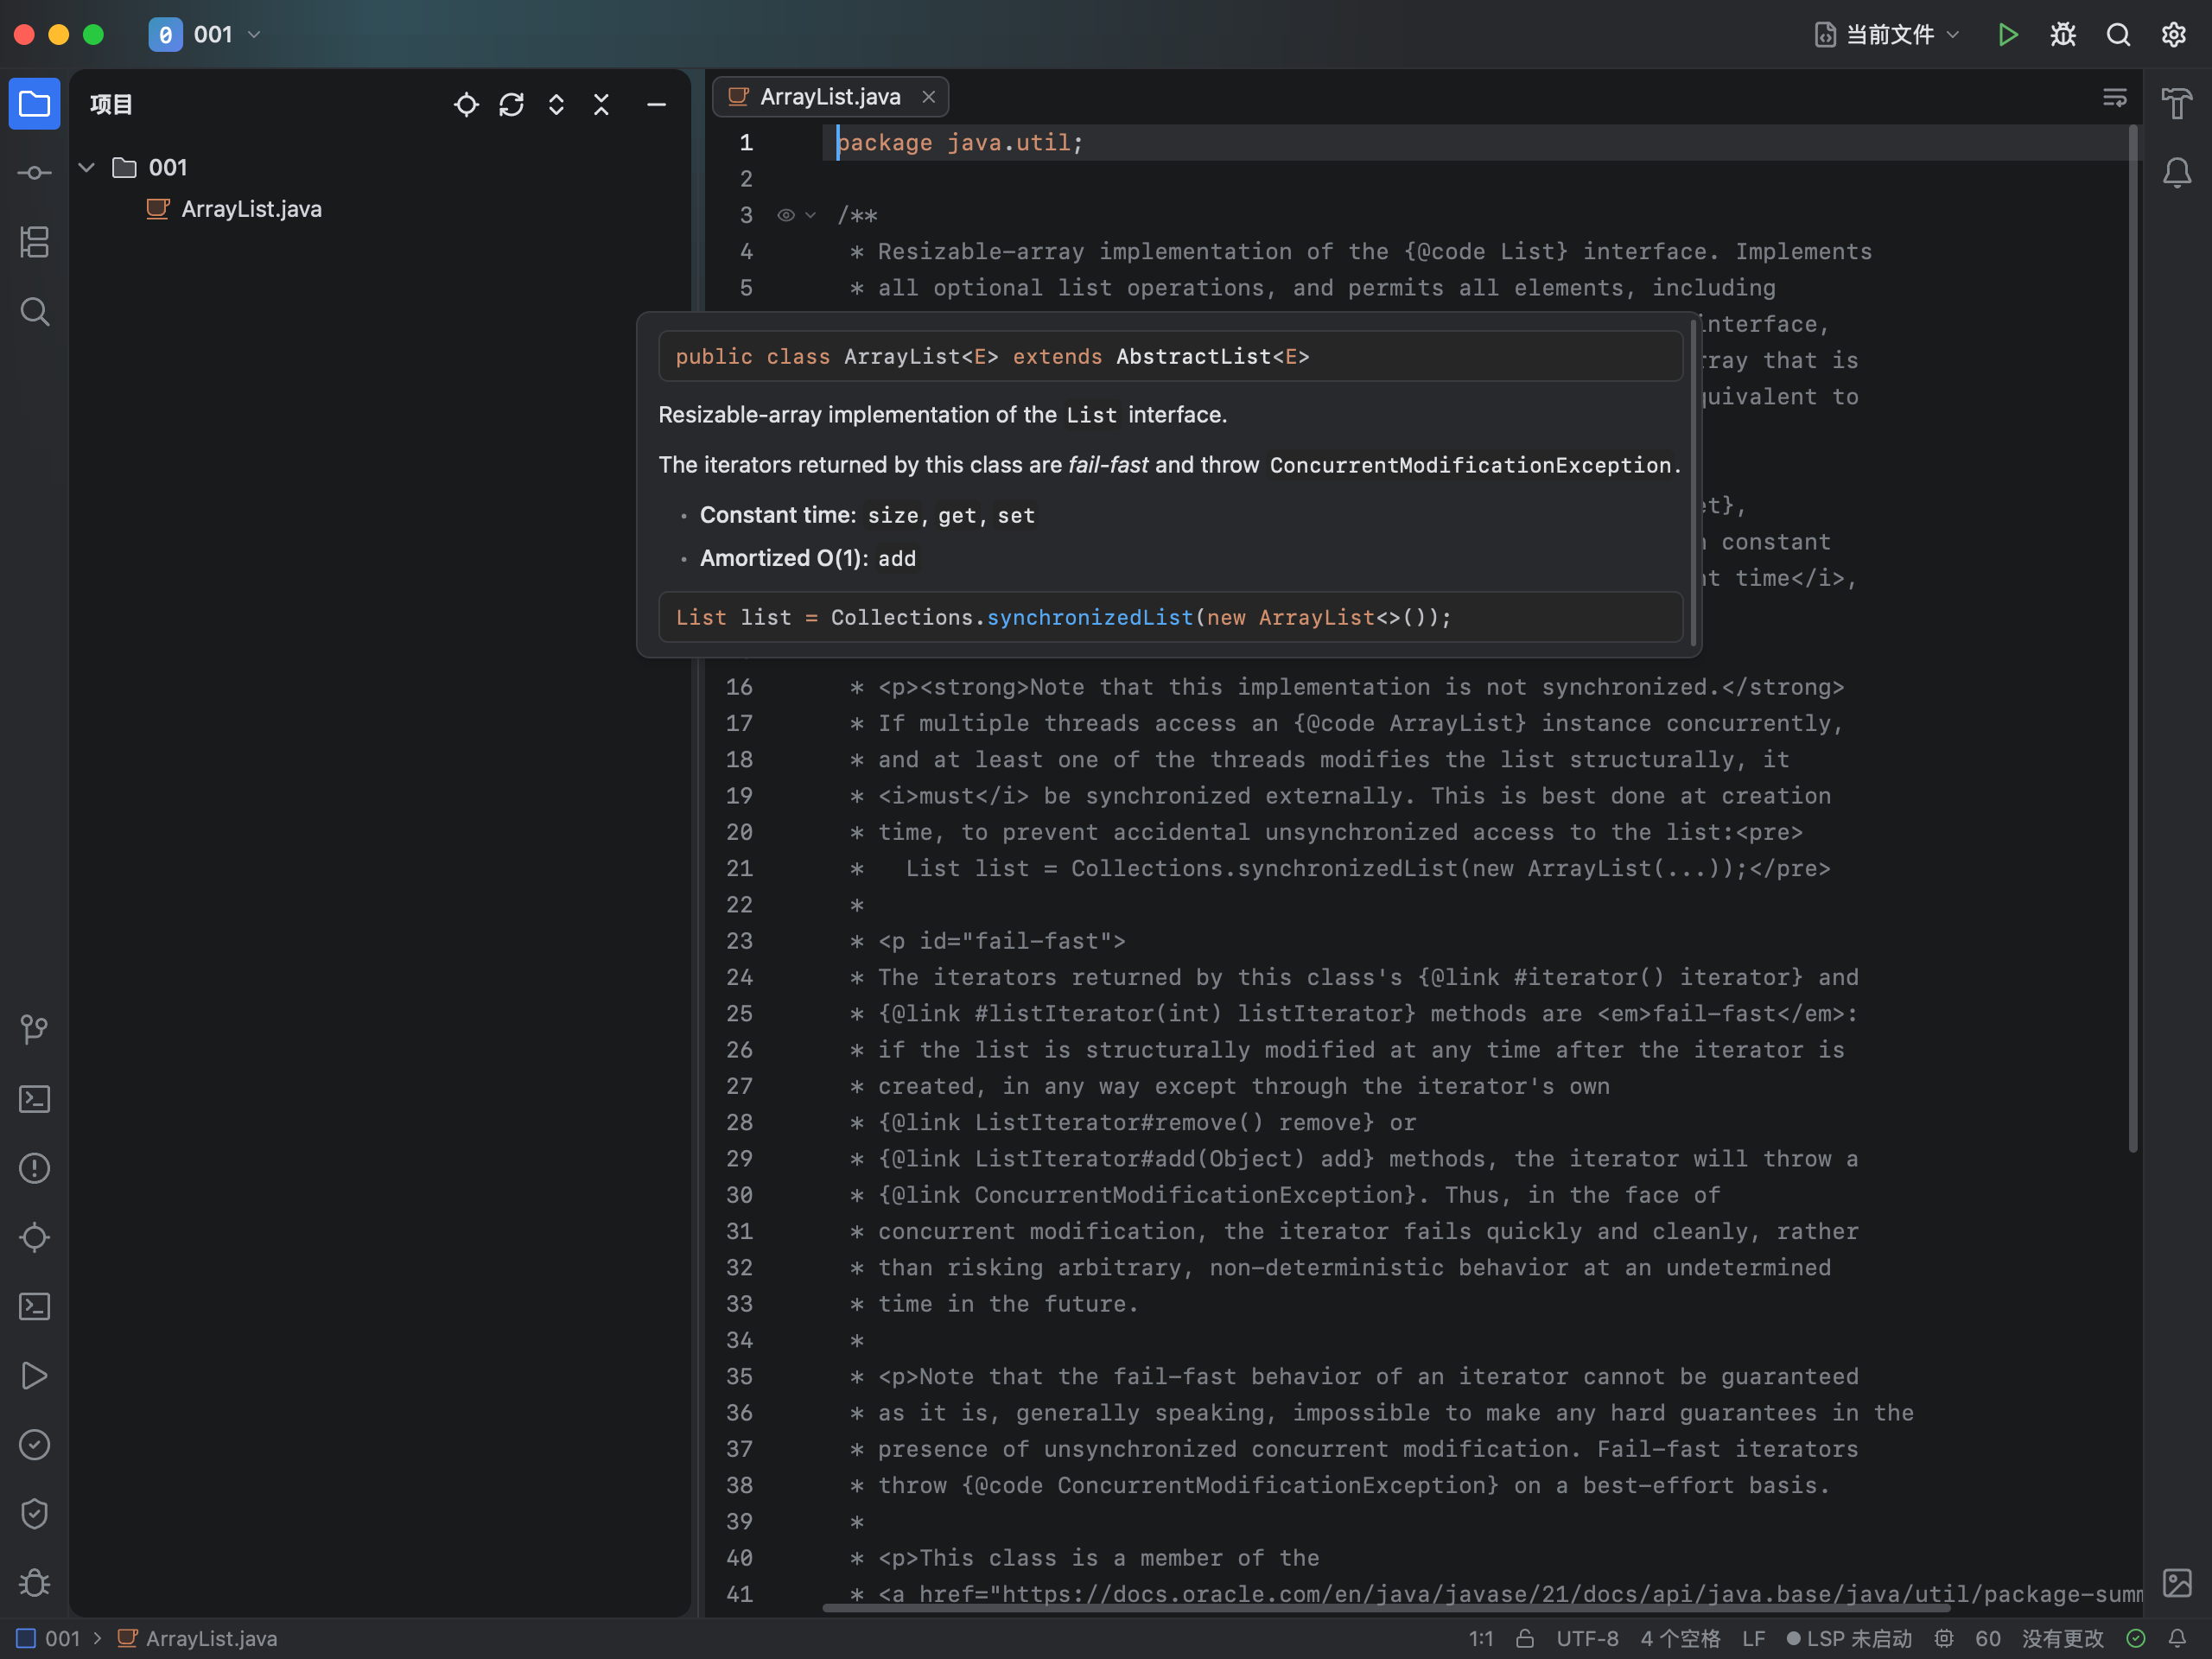 0 001
当前文件
项目
001
ArrayList.java
ArrayList.java
1 package java.util;
2
3 /**
4 * Resizable-array implementation of the {@code List} interface. Implements
5 * all optional list operations, and permits all elements, including
interface,
rray that is
quivalent to
et},
constant
nt time</i>,
public class ArrayList<E> extends AbstractList<E>
Resizable-array implementation of the List interface.
The iterators returned by this class are fail-fast and throw ConcurrentModificationException.
• Constant time: size, get, set
• Amortized O(1): add
List list = Collections.synchronizedList(new ArrayList<>());
16 * <p><strong>Note that this implementation is not synchronized.</strong>
17 * If multiple threads access an {@code ArrayList} instance concurrently,
18 * and at least one of the threads modifies the list structurally, it
19 * <i>must</i> be synchronized externally. This is best done at creation
20 * time, to prevent accidental unsynchronized access to the list:<pre>
21 *   List list = Collections.synchronizedList(new ArrayList(...));</pre>
22 *
23 * <p id="fail-fast">
24 * The iterators returned by this class's {@link #iterator() iterator} and
25 * {@link #listIterator(int) listIterator} methods are <em>fail-fast</em>:
26 * if the list is structurally modified at any time after the iterator is
27 * created, in any way except through the iterator's own
28 * {@link ListIterator#remove() remove} or
29 * {@link ListIterator#add(Object) add} methods, the iterator will throw a
30 * {@link ConcurrentModificationException}. Thus, in the face of
31 * concurrent modification, the iterator fails quickly and cleanly, rather
32 * than risking arbitrary, non-deterministic behavior at an undetermined
33 * time in the future.
34 *
35 * <p>Note that the fail-fast behavior of an iterator cannot be guaranteed
36 * as it is, generally speaking, impossible to make any hard guarantees in the
37 * presence of unsynchronized concurrent modification. Fail-fast iterators
38 * throw {@code ConcurrentModificationException} on a best-effort basis.
39 *
40 * <p>This class is a member of the
41 * <a href="https://docs.oracle.com/en/java/javase/21/docs/api/java.base/java/util/package-summ
001 > ArrayList.java
1:1 UTF-8 4 个空格 LF LSP 未启动 60 没有更改